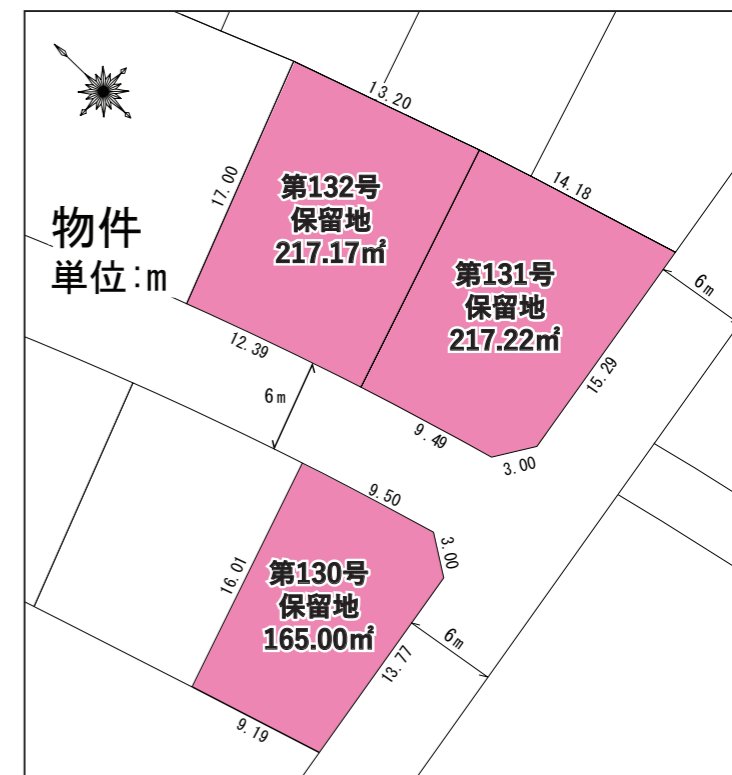 13.20
14.18
17.00
第132号
保留地
217.17㎡
物件
単位:m
第131号
保留地
217.22㎡
6m
12.39
15.29
6m
9.49
3.00
9.50
3.00
16.01
第130号
保留地
165.00㎡
6m
13.77
9.19